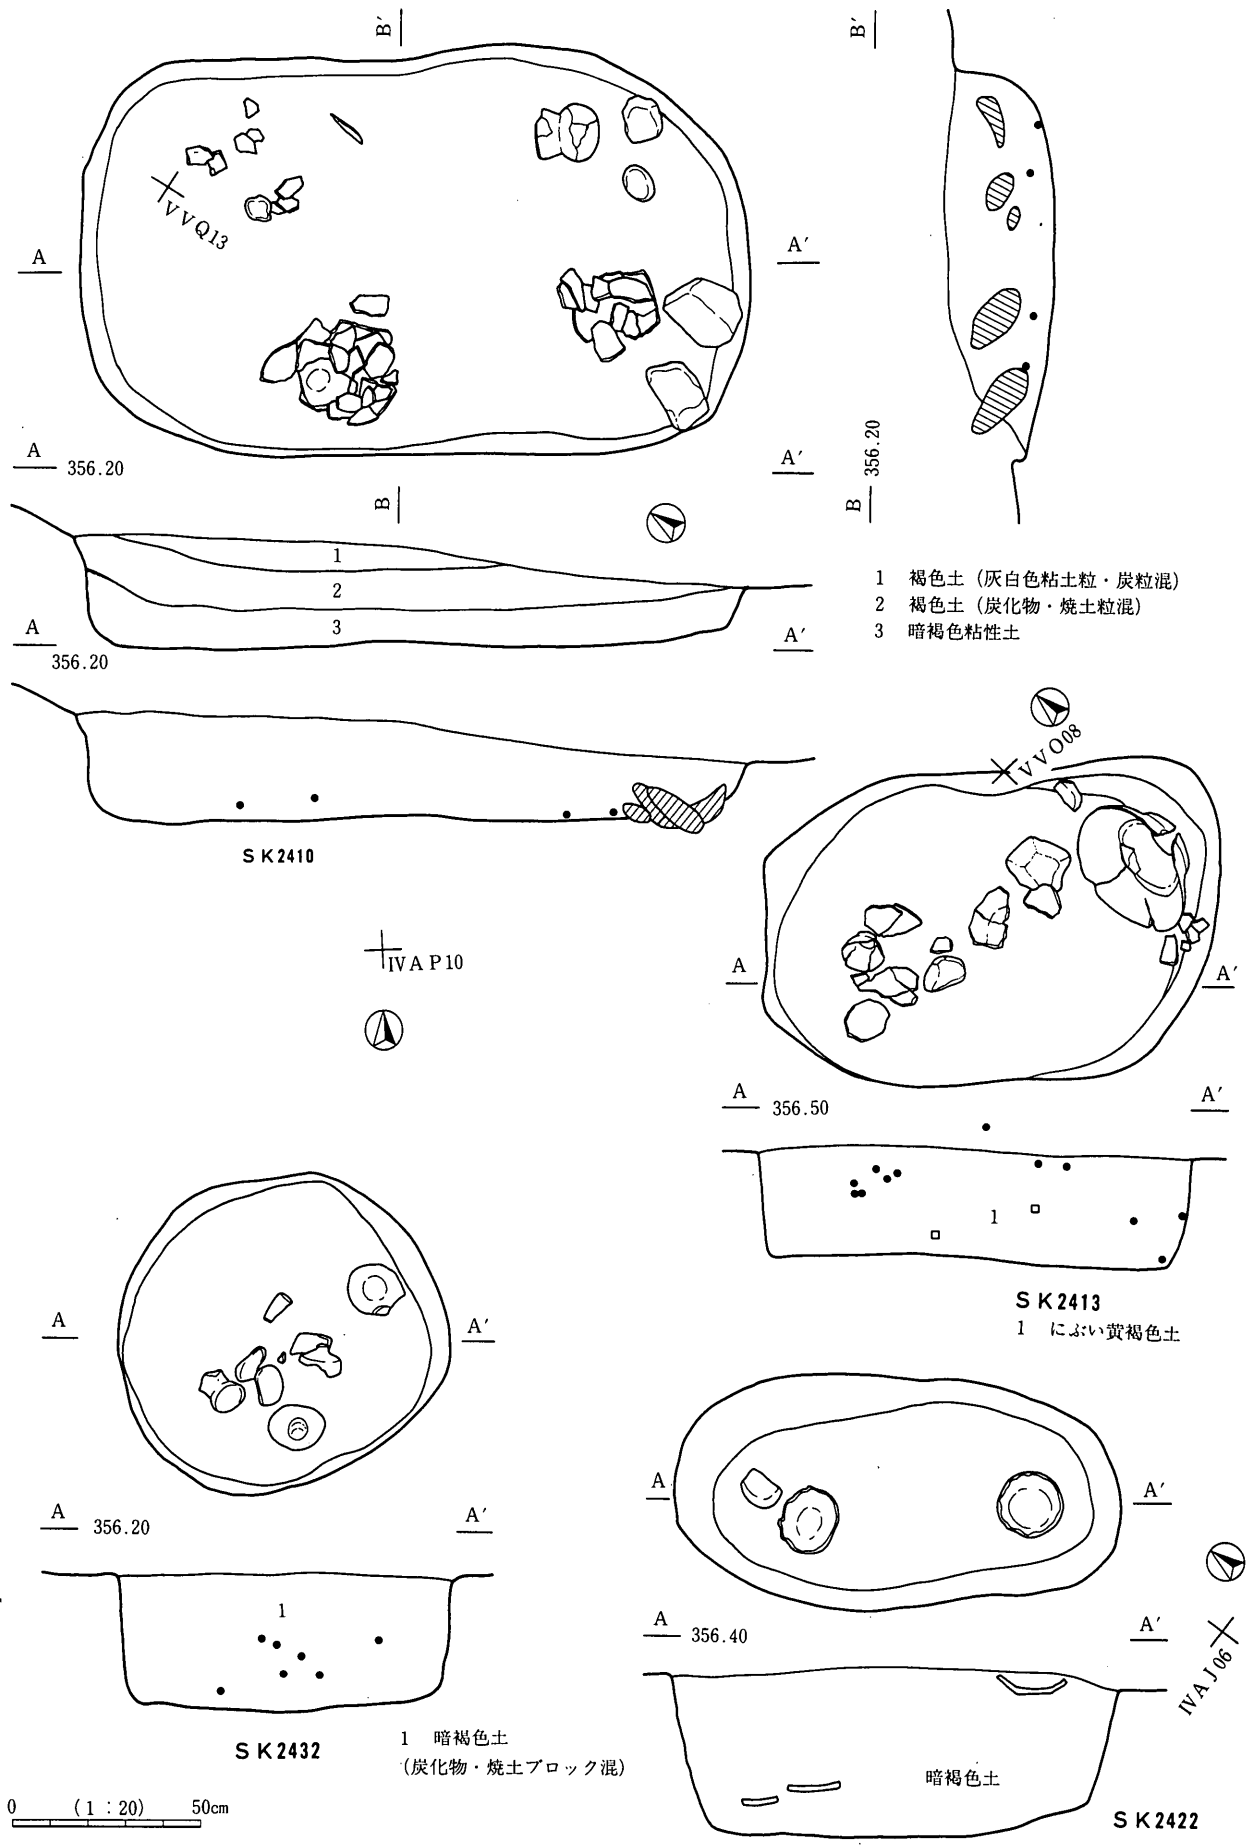 B′
B′
VVQ13
A
A′
A 356.20
A′
B
B 356.20
1
2
3
A 356.20
A′
1 褐色土（灰白色粘土粒・炭粒混）
2 褐色土（炭化物・焼土粒混）
3 暗褐色粘性土
SK2410
VVO08
A
A′
A 356.50
A′
1
SK2413
1 にぶい黄褐色土
IVAP10
A
A′
A 356.20
A′
1
SK2432
1 暗褐色土
（炭化物・焼土ブロック混）
A
A′
A 356.40
A′
IVAJ06
暗褐色土
SK2422
0 (1:20) 50cm